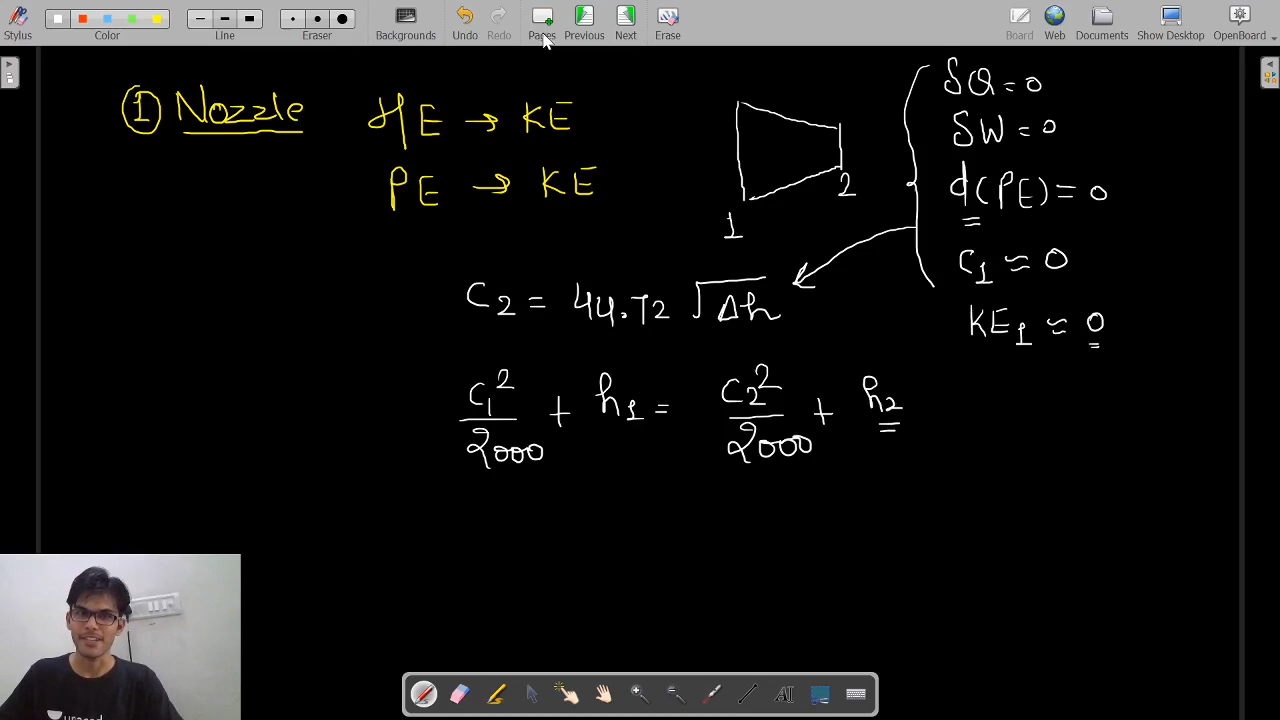 Stylus
Color
Line
Eraser
Backgrounds
Undo
Redo
Pages
Previous
Next
Erase
Board
Web
Documents
Show Desktop
OpenBoard
① Nozzle HE → KE
PE → KE
1
2
δQ = 0
δW = 0
d(PE) = 0
C₁ ≈ 0
KE₁ ≈ 0
C₂ = 44.72 √Δh
C₁²/2000 + h₁ = C₂²/2000 + h₂
AI